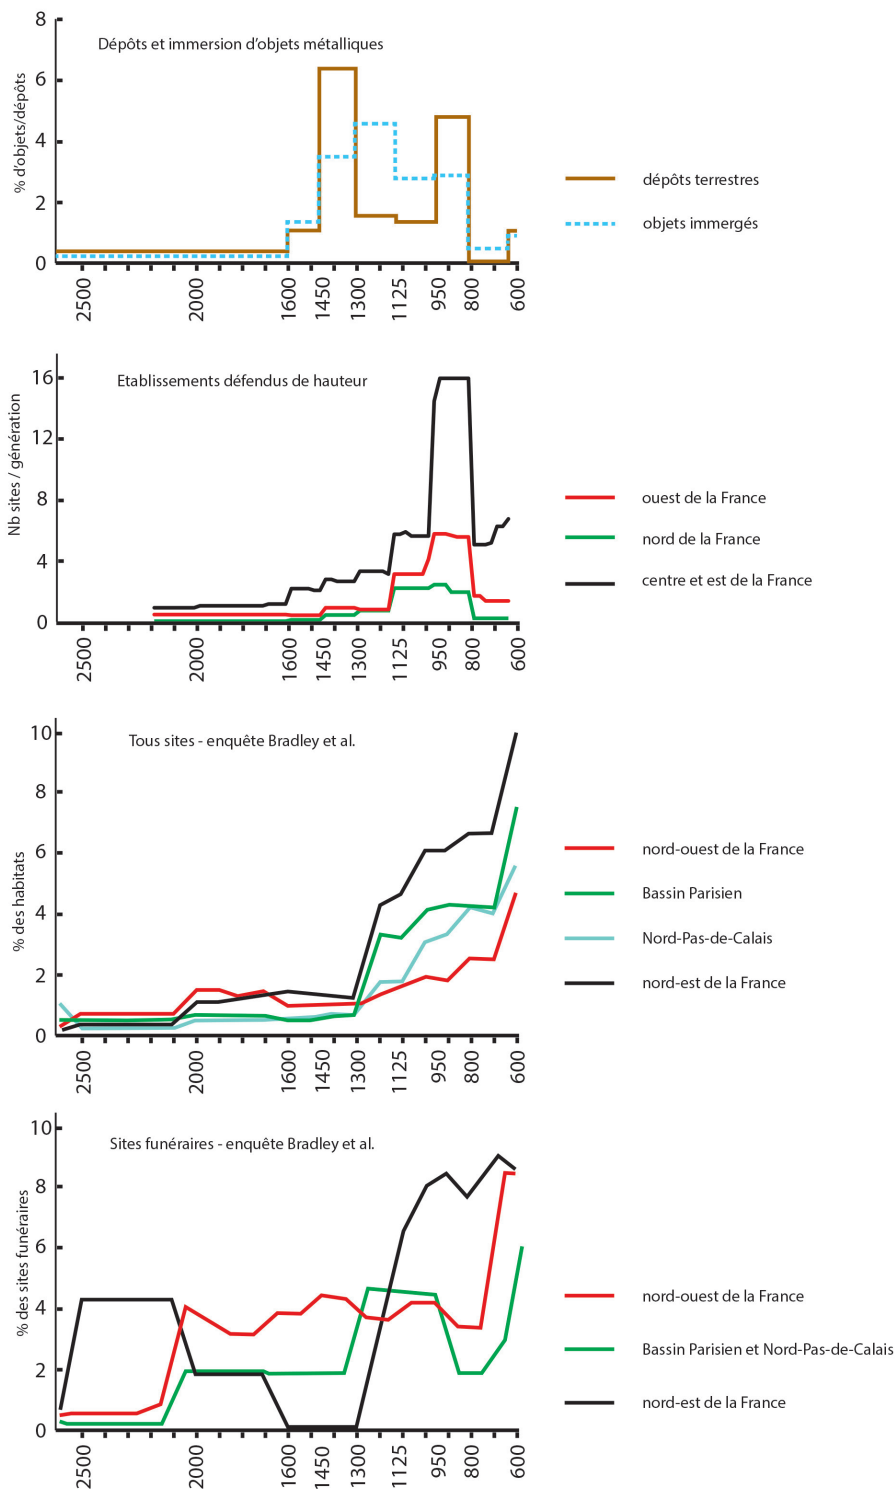 Dépôts et immersion d'objets métalliques
% d'objets/dépôts
8
6
4
2
0
2500 2000 1600 1450 1300 1125 950 800 600
dépôts terrestres
objets immergés
Etablissements défendus de hauteur
Nb sites / génération
16
12
8
4
0
2500 2000 1600 1450 1300 1125 950 800 600
ouest de la France
nord de la France
centre et est de la France
Tous sites - enquête Bradley et al.
% des habitats
10
8
6
4
2
0
2500 2000 1600 1450 1300 1125 950 800 600
nord-ouest de la France
Bassin Parisien
Nord-Pas-de-Calais
nord-est de la France
Sites funéraires - enquête Bradley et al.
% des sites funéraires
10
8
6
4
2
0
2500 2000 1600 1450 1300 1125 950 800 600
nord-ouest de la France
Bassin Parisien et Nord-Pas-de-Calais
nord-est de la France